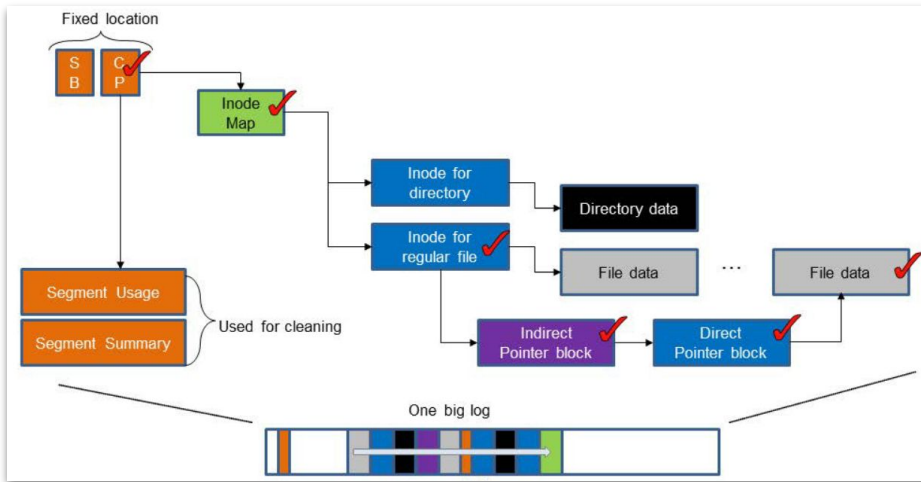 Fixed location
S
B
C
P
Inode
Map
Inode for
directory
Directory data
Inode for
regular file
File data
...
File data
Segment Usage
Used for cleaning
Segment Summary
Indirect
Pointer block
Direct
Pointer block
One big log